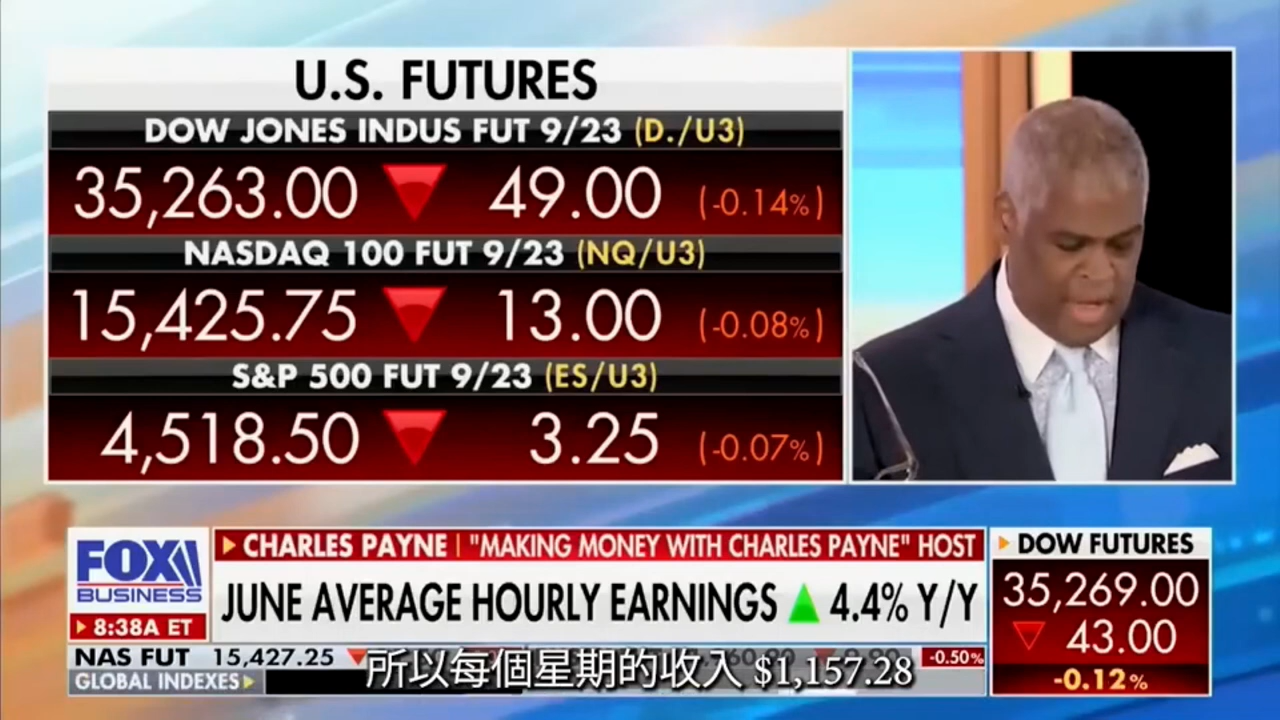 U.S. FUTURES
DOW JONES INDUS FUT 9/23 (D./U3)
35,263.00 49.00 (-0.14%)
NASDAQ 100 FUT 9/23 (NQ/U3)
15,425.75 13.00 (-0.08%)
S&P 500 FUT 9/23 (ES/U3)
4,518.50 3.25 (-0.07%)
FOX
BUSINESS
8:38A ET
CHARLES PAYNE | "MAKING MONEY WITH CHARLES PAYNE" HOST
JUNE AVERAGE HOURLY EARNINGS 4.4% Y/Y
DOW FUTURES
35,269.00
43.00
-0.12%
NAS FUT 15,427.25 -0.50%
GLOBAL INDEXES
所以每個星期的收入 $1,157.28